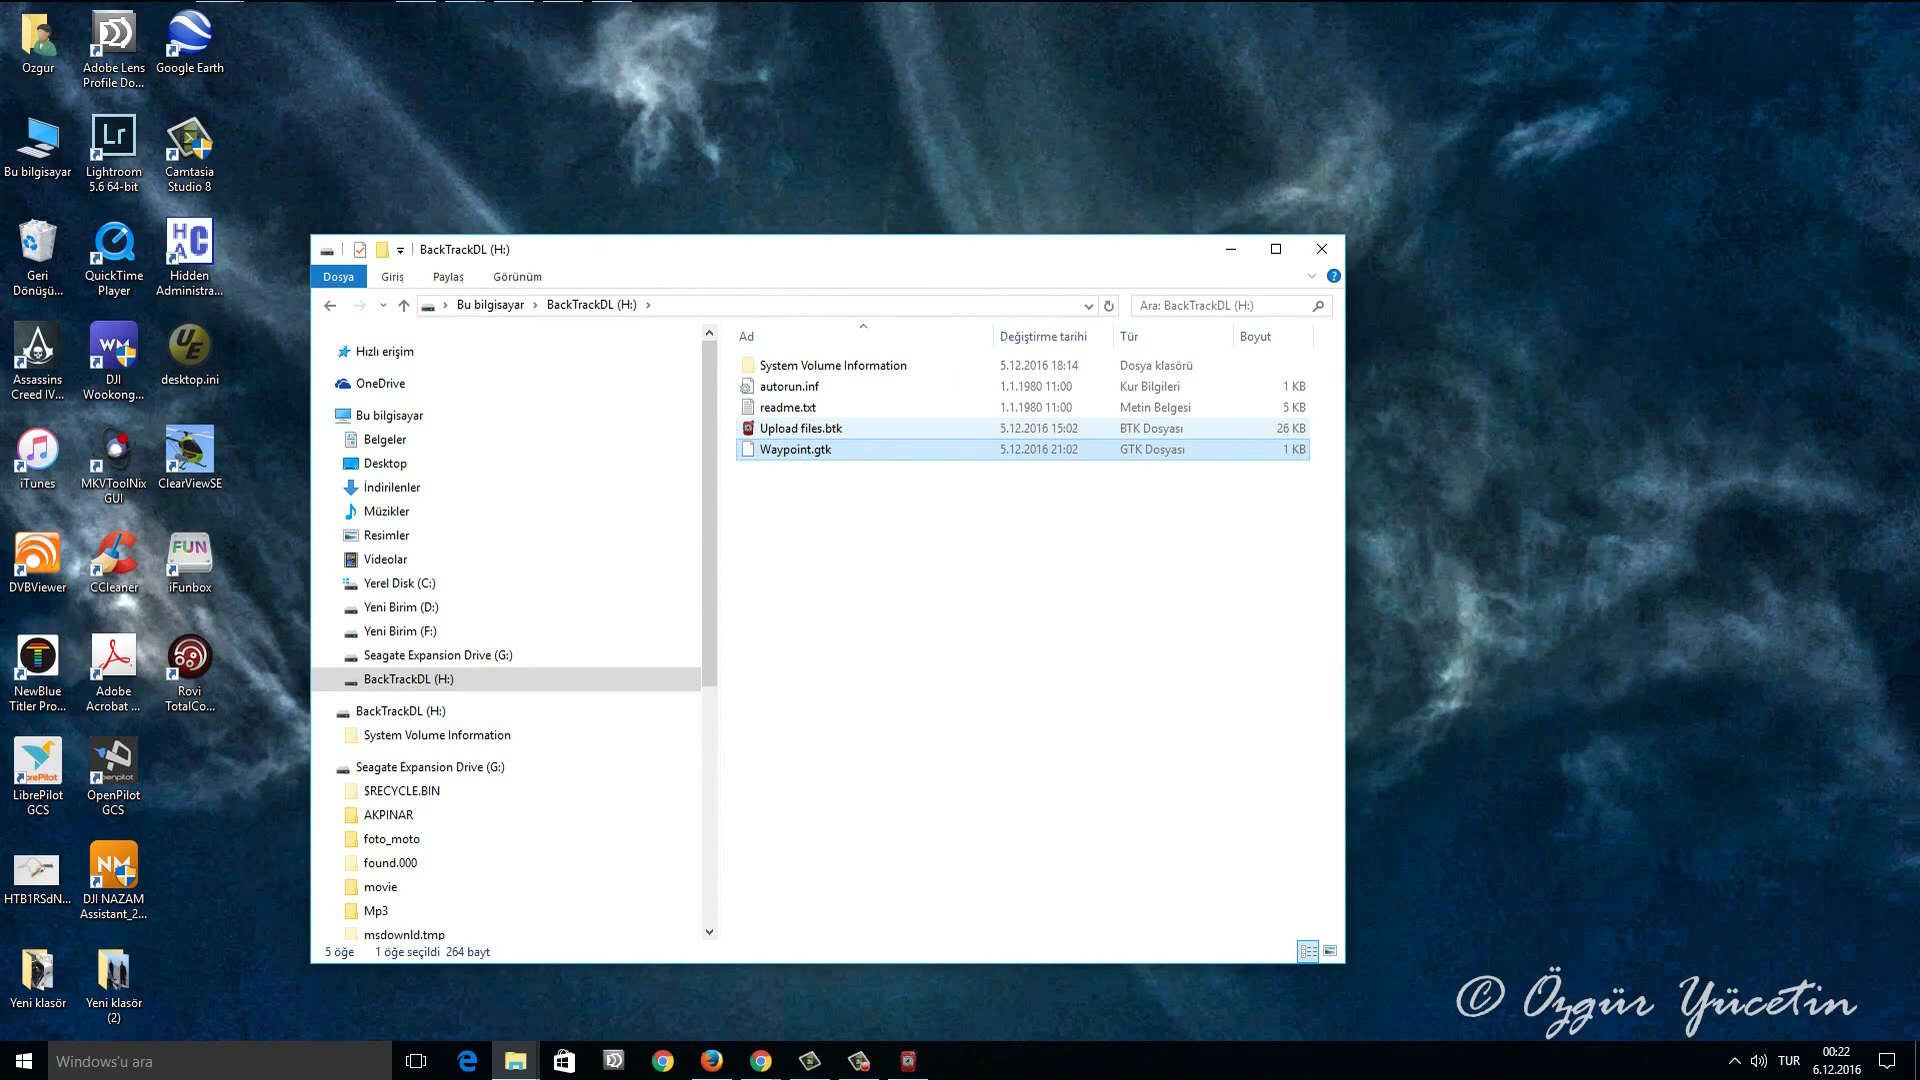 Ozgur
Adobe Lens
Profile Do...
Google Earth
Bu bilgisayar
Lightroom
5.6 64-bit
Camtasia
Studio 8
Geri
Dönüşü...
QuickTime
Player
Hidden
Administra...
Assassins
Creed IV...
DJI
Wookong...
desktop.ini
iTunes
MKVToolNix
GUI
ClearViewSE
DVBViewer
CCleaner
iFunbox
NewBlue
Titler Pro...
Adobe
Acrobat ...
Rovi
TotalCo...
LibrePilot
GCS
OpenPilot
GCS
HTB1RSdN...
DJI NAZAM
Assistant_2...
Yeni klasör
Yeni klasör
(2)
BackTrackDL (H:)
Dosya Giriş Paylaş Görünüm
Bu bilgisayar BackTrackDL (H:)
Ara: BackTrackDL (H:)
Hızlı erişim
OneDrive
Bu bilgisayar
Belgeler
Desktop
İndirilenler
Müzikler
Resimler
Videolar
Yerel Disk (C:)
Yeni Birim (D:)
Yeni Birim (F:)
Seagate Expansion Drive (G:)
BackTrackDL (H:)
BackTrackDL (H:)
System Volume Information
Seagate Expansion Drive (G:)
$RECYCLE.BIN
AKPINAR
foto_moto
found.000
movie
Mp3
msdownld.tmp
Ad Değiştirme tarihi Tür Boyut
System Volume Information 5.12.2016 18:14 Dosya klasörü
autorun.inf 1.1.1980 11:00 Kur Bilgileri 1 KB
readme.txt 1.1.1980 11:00 Metin Belgesi 5 KB
Upload files.btk 5.12.2016 15:02 BTK Dosyası 26 KB
Waypoint.gtk 5.12.2016 21:02 GTK Dosyası 1 KB
5 öğe 1 öğe seçildi 264 bayt
© Özgür Yücetin
Windows'u ara
TUR
00:22
6.12.2016